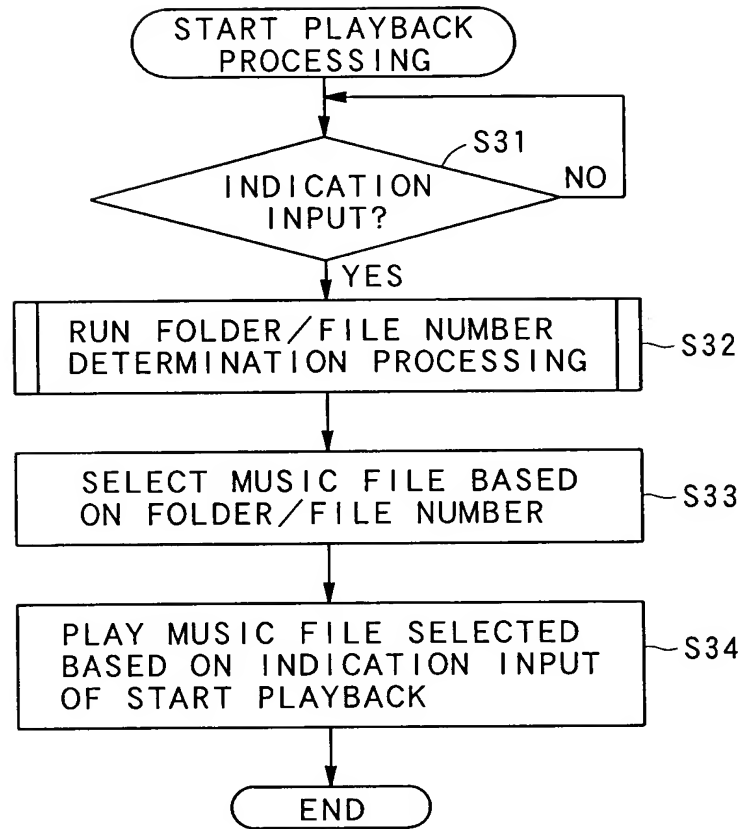 START PLAYBACK
PROCESSING
S31
INDICATION
INPUT?
NO
YES
RUN FOLDER/FILE NUMBER
DETERMINATION PROCESSING
S32
SELECT MUSIC FILE BASED
ON FOLDER/FILE NUMBER
S33
PLAY MUSIC FILE SELECTED
BASED ON INDICATION INPUT
OF START PLAYBACK
S34
END